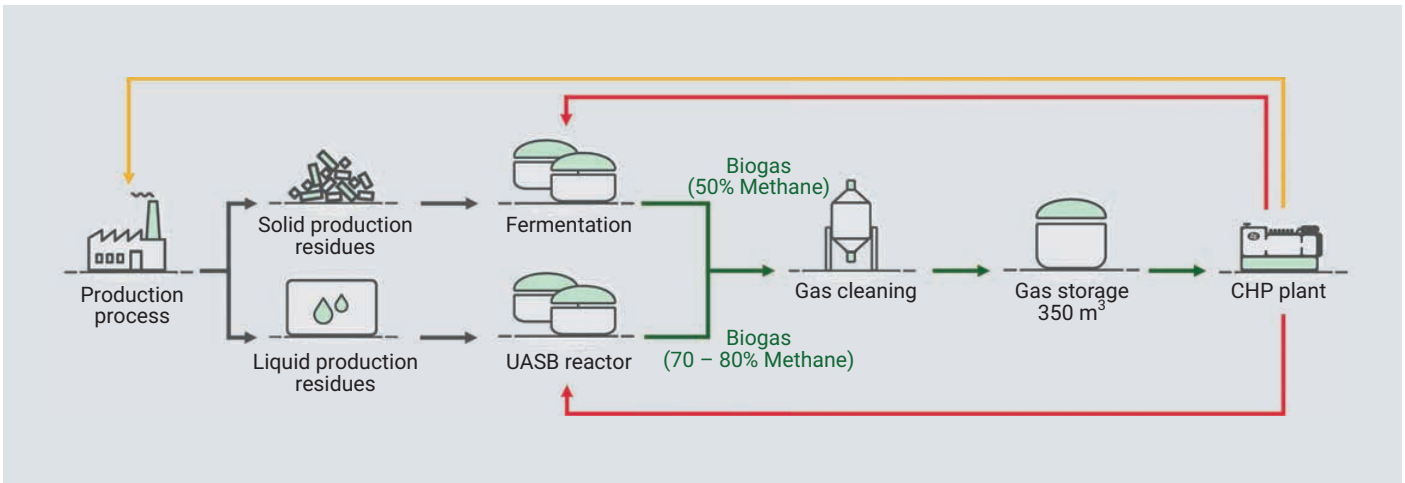 Production
process
Solid production
residues
Liquid production
residues
Fermentation
UASB reactor
Biogas
(50% Methane)
Biogas
(70 – 80% Methane)
Gas cleaning
Gas storage
350 m³
CHP plant